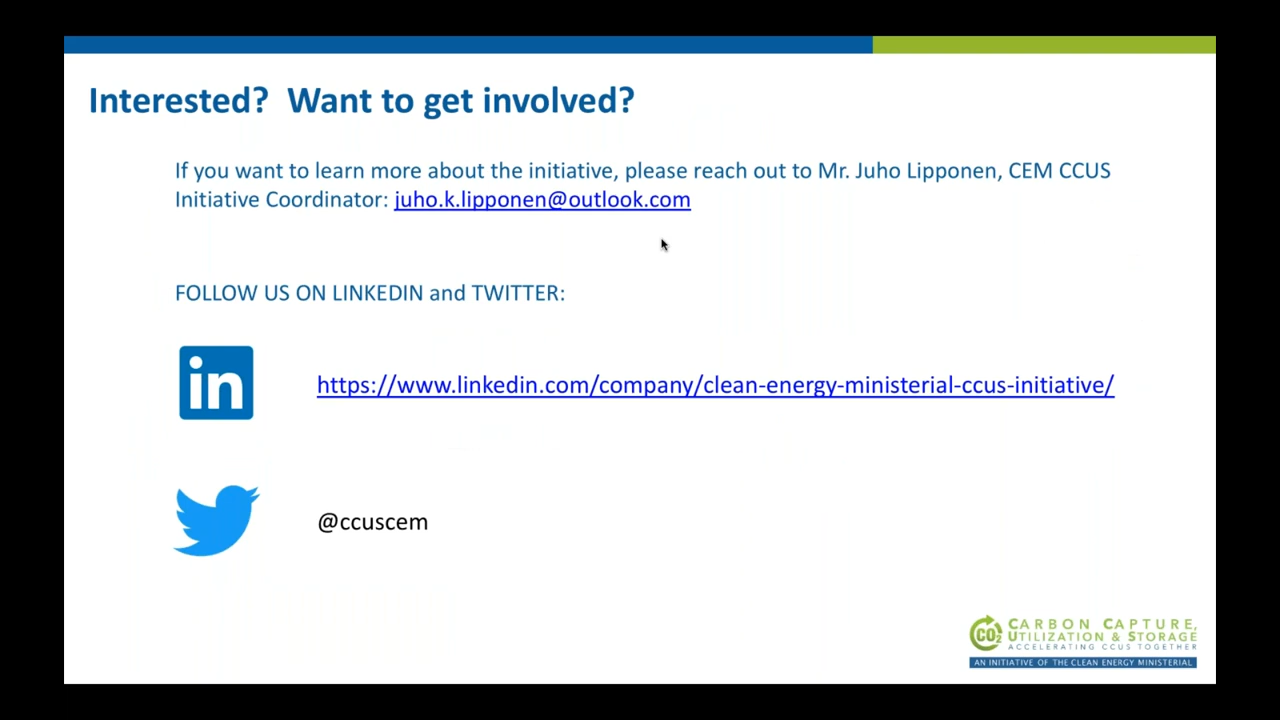 Interested? Want to get involved?
If you want to learn more about the initiative, please reach out to Mr. Juho Lipponen, CEM CCUS
Initiative Coordinator: juho.k.lipponen@outlook.com
FOLLOW US ON LINKEDIN and TWITTER:
in
https://www.linkedin.com/company/clean-energy-ministerial-ccus-initiative/
@ccuscem
CO2
CARBON CAPTURE,
UTILIZATION & STORAGE
ACCELERATING CCUS TOGETHER
AN INITIATIVE OF THE CLEAN ENERGY MINISTERIAL